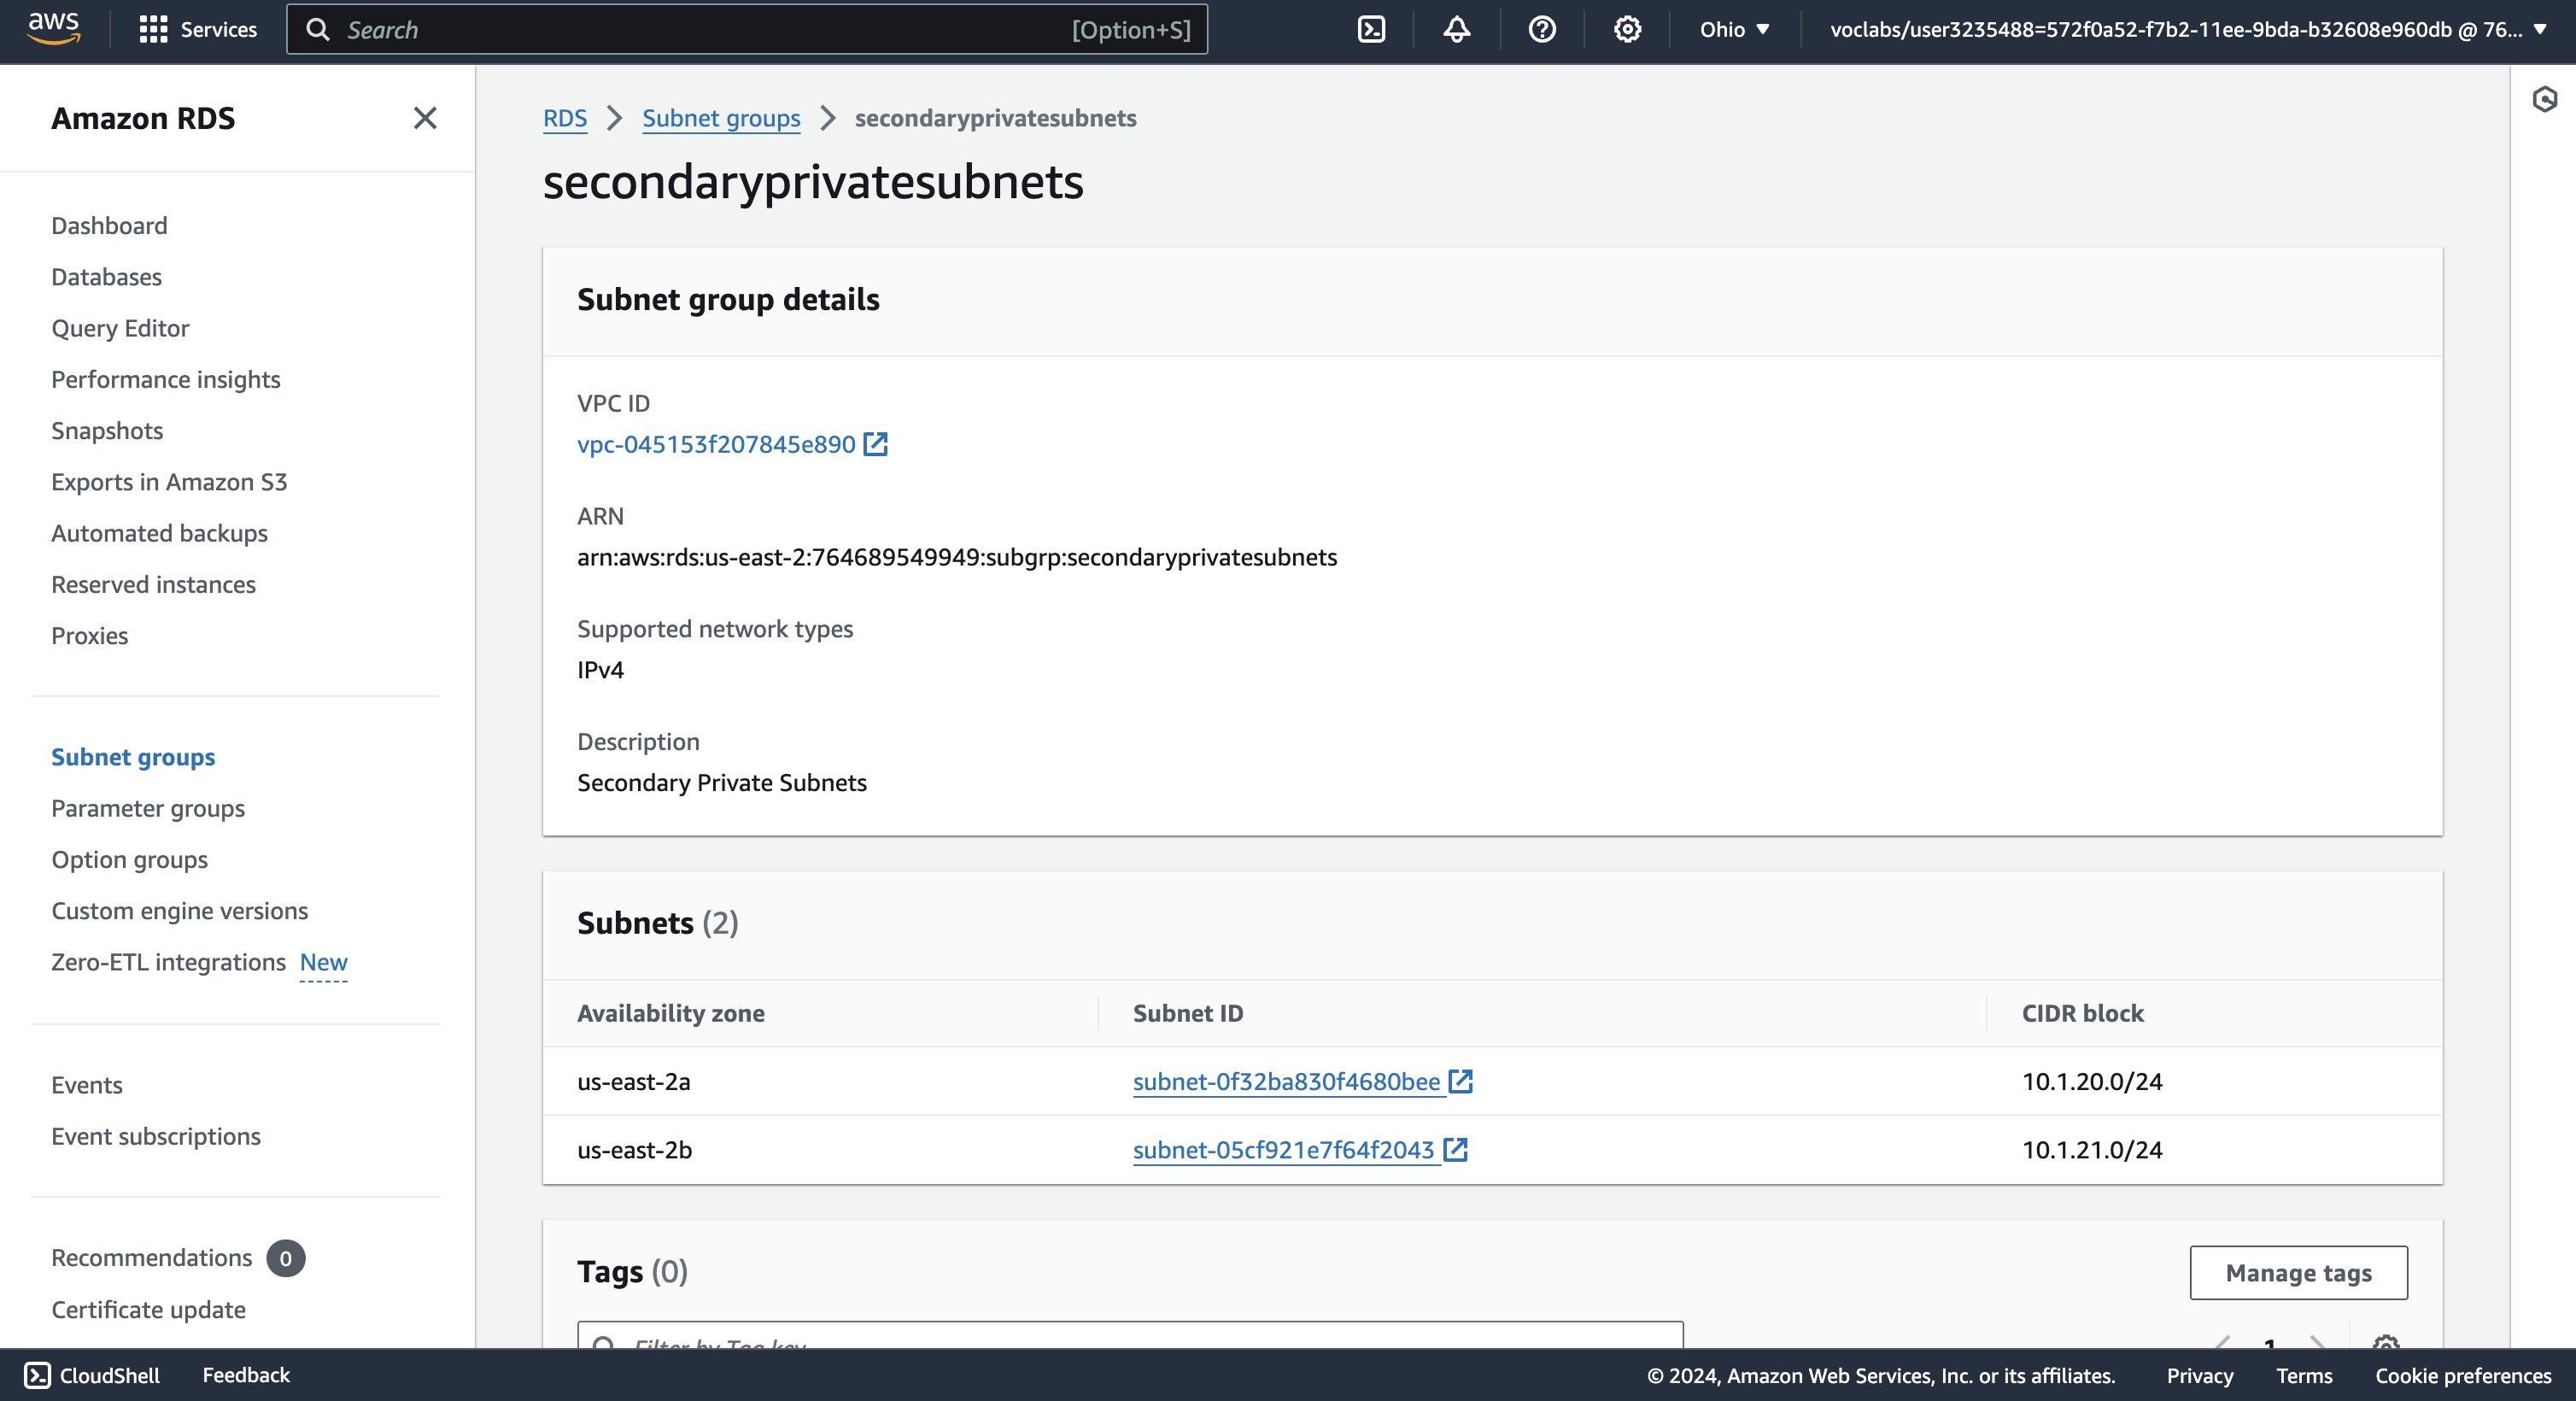 aws
Services
Search
[Option+S]
Ohio
voclabs/user3235488=572f0a52-f7b2-11ee-9bda-b32608e960db @ 76...
Amazon RDS
Dashboard
Databases
Query Editor
Performance insights
Snapshots
Exports in Amazon S3
Automated backups
Reserved instances
Proxies
Subnet groups
Parameter groups
Option groups
Custom engine versions
Zero-ETL integrations New
Events
Event subscriptions
Recommendations 0
Certificate update
RDS > Subnet groups > secondaryprivatesubnets
secondaryprivatesubnets
Subnet group details
VPC ID
vpc-045153f207845e890
ARN
arn:aws:rds:us-east-2:764689549949:subgrp:secondaryprivatesubnets
Supported network types
IPv4
Description
Secondary Private Subnets
Subnets (2)
Availability zone Subnet ID CIDR block
us-east-2a subnet-0f32ba830f4680bee 10.1.20.0/24
us-east-2b subnet-05cf921e7f64f2043 10.1.21.0/24
Tags (0)
Manage tags
Filter by Tag key
1
CloudShell Feedback
© 2024, Amazon Web Services, Inc. or its affiliates. Privacy Terms Cookie preferences